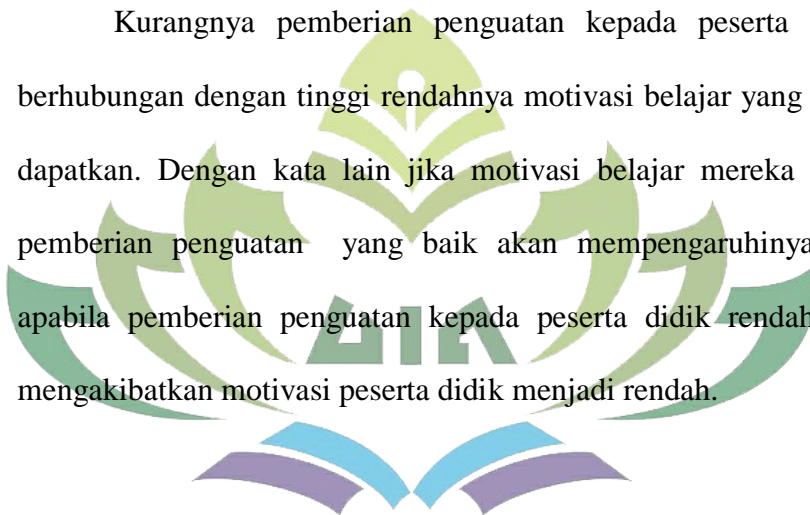 Kurangnya pemberian penguatan kepada peserta
berhubungan dengan tinggi rendahnya motivasi belajar yang
dapatkan. Dengan kata lain jika motivasi belajar mereka
pemberian penguatan yang baik akan mempengaruhinya
apabila pemberian penguatan kepada peserta didik rendah
mengakibatkan motivasi peserta didik menjadi rendah.